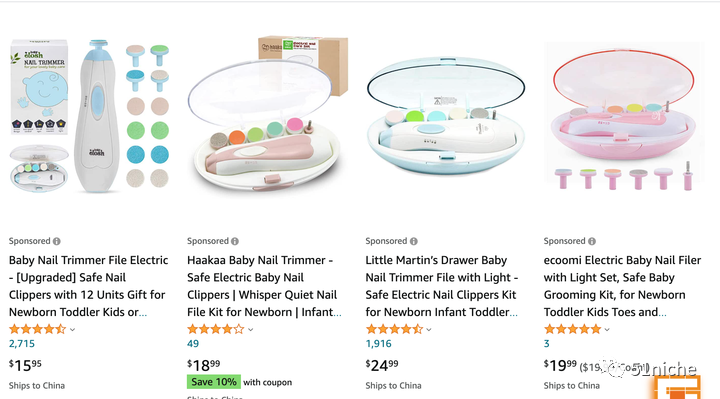 NAIL TRIMMER
Sponsored
Baby Nail Trimmer File Electric
- [Upgraded] Safe Nail
Clippers with 12 Units Gift for
Newborn Toddler Kids or...
2,715
$15.95
Ships to China
Sponsored
Haakaa Baby Nail Trimmer -
Safe Electric Baby Nail
Clippers | Whisper Quiet Nail
File Kit for Newborn | Infant...
49
$18.99
Save 10% with coupon
Ships to China
Sponsored
Little Martin's Drawer Baby
Nail Trimmer File with Light -
Safe Electric Nail Clippers Kit
for Newborn Infant Toddler...
1,916
$24.99
Ships to China
Sponsored
ecoomi Electric Baby Nail Filer
with Light Set, Safe Baby
Grooming Kit, for Newborn
Toddler Kids Toes and...
3
$19.99
Ships to China
51niche